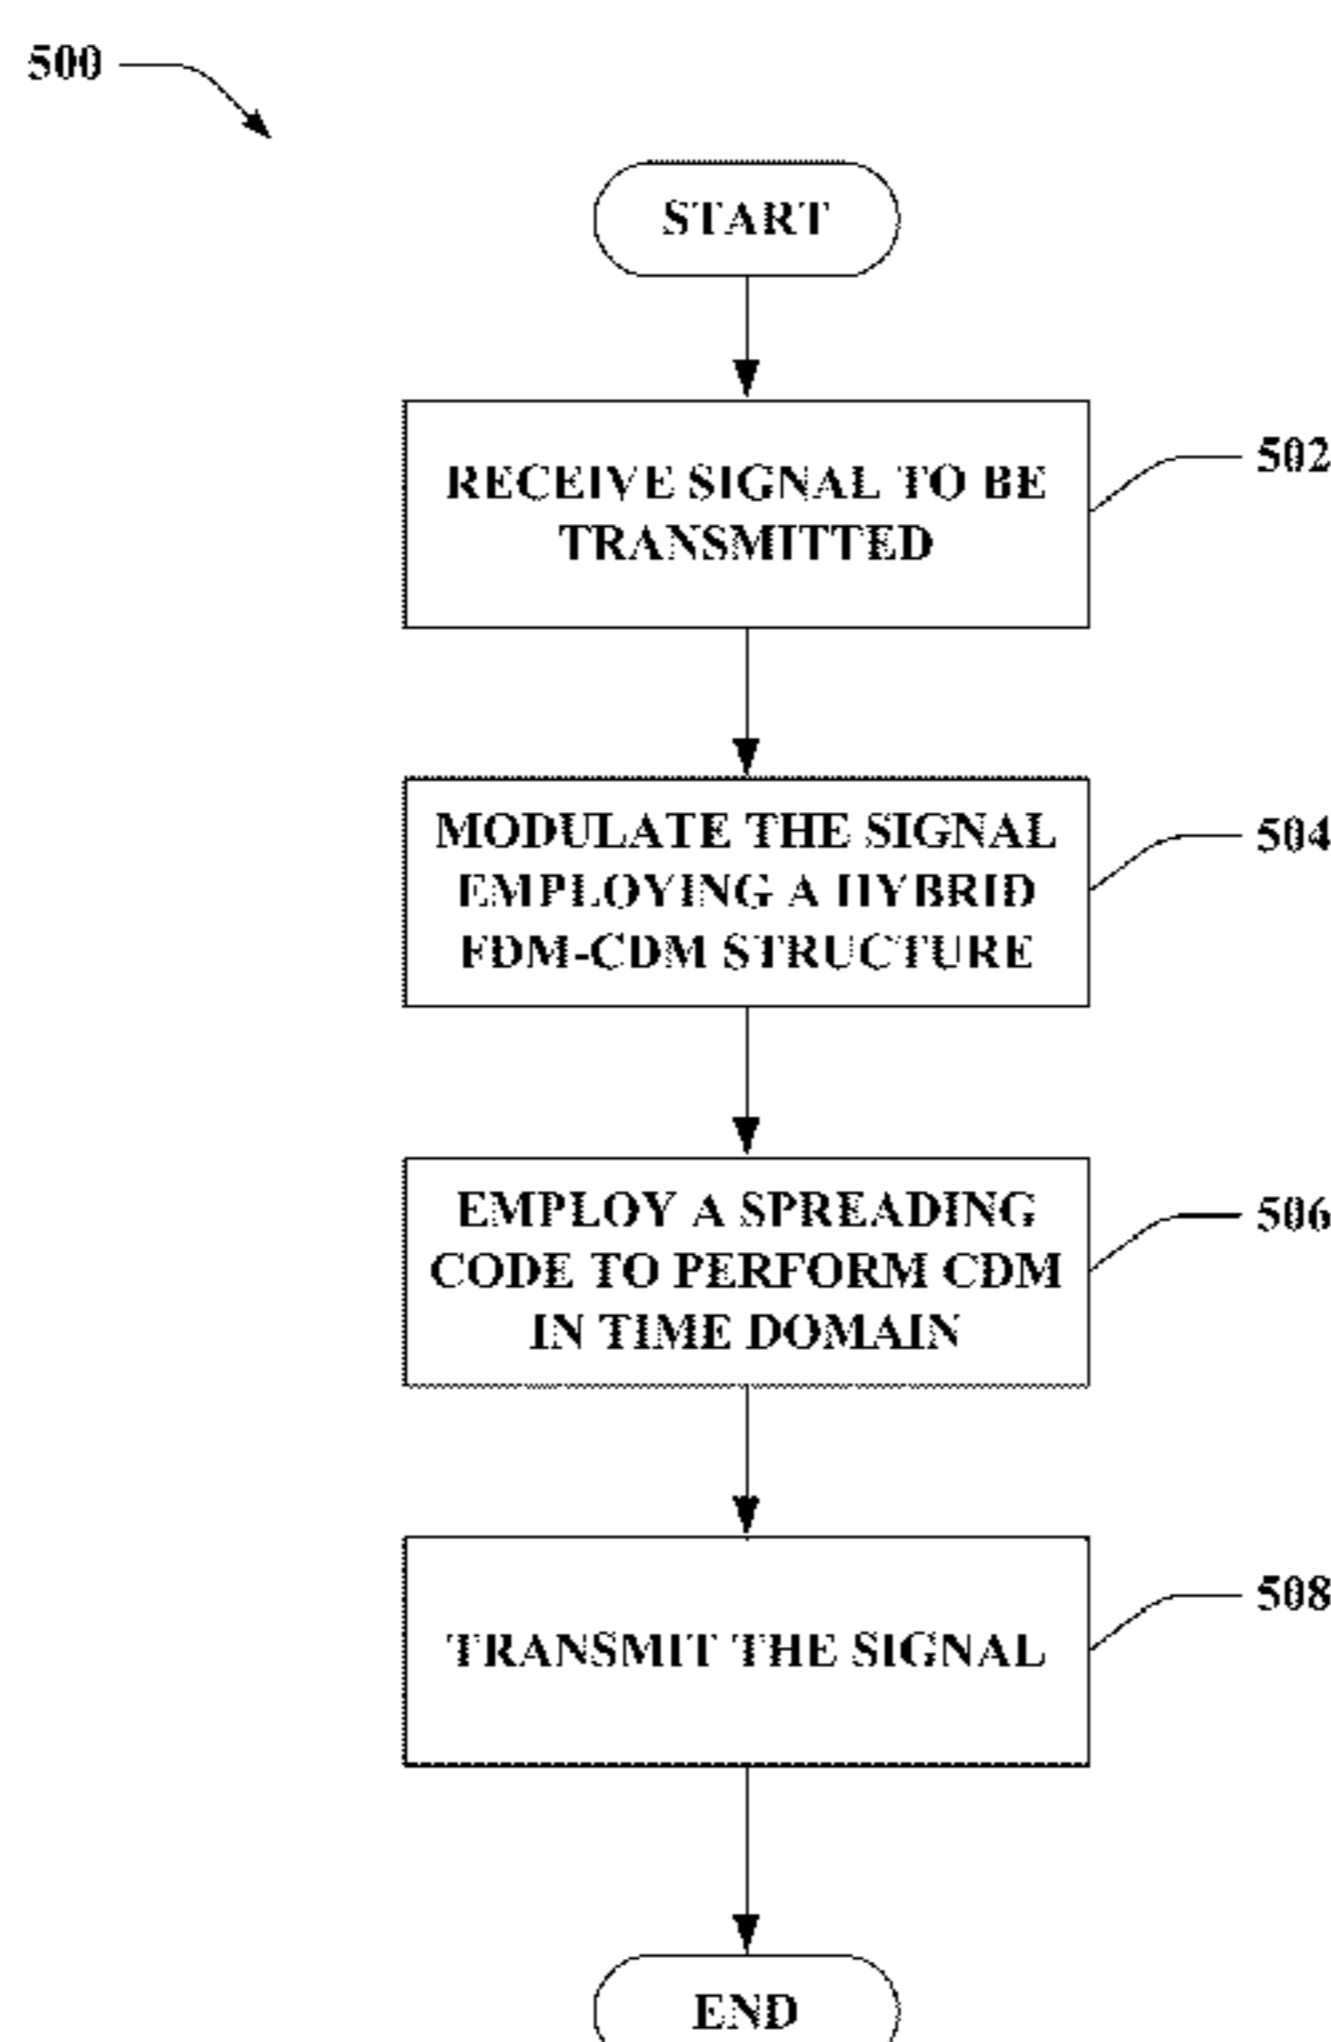 500
START
RECEIVE SIGNAL TO BE
TRANSMITTED
502
MODULATE THE SIGNAL
EMPLOYING A HYBRID
FDM-CDM STRUCTURE
504
EMPLOY A SPREADING
CODE TO PERFORM CDM
IN TIME DOMAIN
506
TRANSMIT THE SIGNAL
508
END